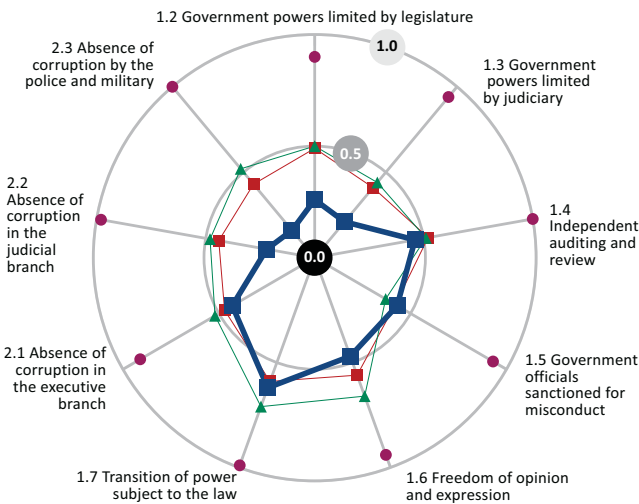 1.2 Government powers limited by legislature
1.0
1.3 Government
powers limited
by judiciary
0.5
1.4
Independent
auditing and
review
0.0
1.5 Government
officials
sanctioned for
misconduct
1.6 Freedom of opinion
and expression
1.7 Transition of power
subject to the law
2.1 Absence of
corruption in
the executive
branch
2.2
Absence of
corruption
in the
judicial
branch
2.3 Absence of
corruption by the
police and military